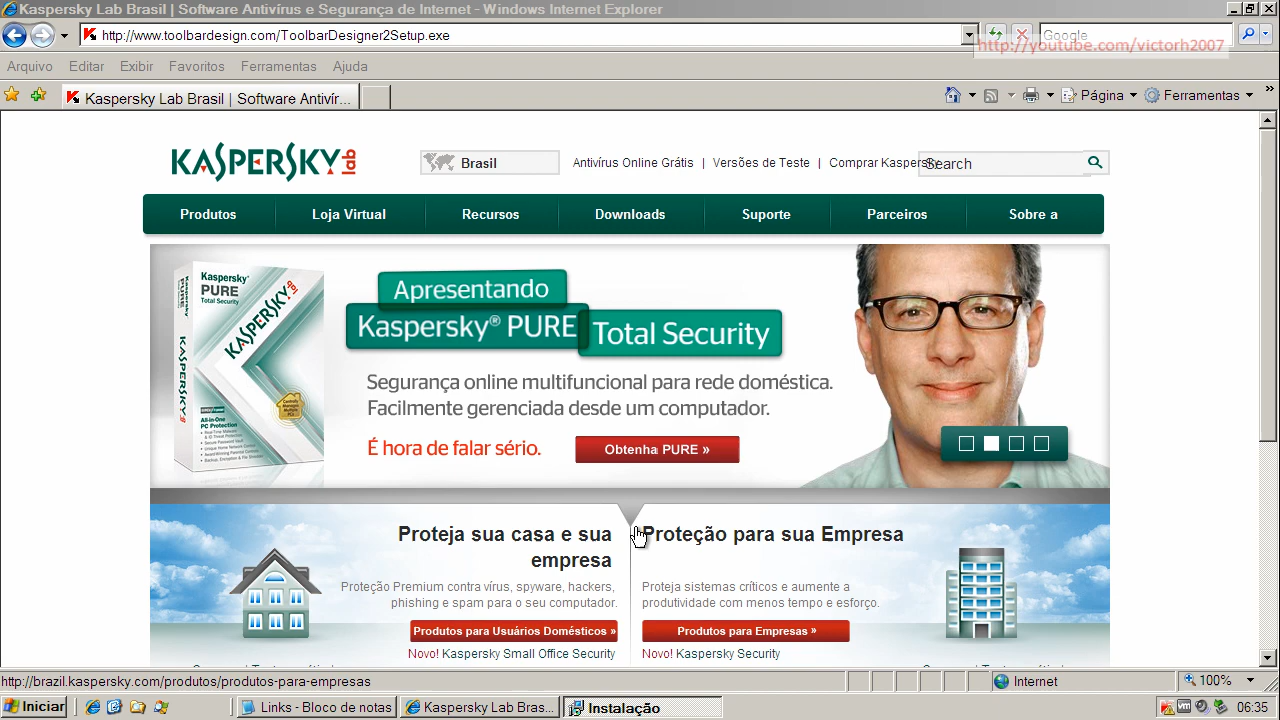 Kaspersky Lab Brasil | Software Antivírus e Segurança de Internet - Windows Internet Explorer
http://www.toolbardesign.com/ToolbarDesigner2Setup.exe
Google
http://youtube.com/victorh2007
Arquivo Editar Exibir Favoritos Ferramentas Ajuda
Kaspersky Lab Brasil | Software Antivír...
Página Ferramentas
KASPERSKY lab
Brasil
Antivírus Online Grátis | Versões de Teste | Comprar Kaspersky
Search
Produtos Loja Virtual Recursos Downloads Suporte Parceiros Sobre a
Kaspersky
PURE
Total Security
KASPERSKY lab
Apresentando
Kaspersky® PURE
Total Security
Segurança online multifuncional para rede doméstica.
Facilmente gerenciada desde um computador.
É hora de falar sério.
Obtenha PURE »
All-in-One
PC Protection
Proteja sua casa e sua
empresa
Proteção Premium contra vírus, spyware, hackers,
phishing e spam para o seu computador.
Produtos para Usuários Domésticos »
Novo! Kaspersky Small Office Security
Proteção para sua Empresa
Proteja sistemas críticos e aumente a
produtividade em menos tempo e esforço.
Produtos para Empresas »
Novo! Kaspersky Security
http://brazil.kaspersky.com/produtos/produtos-para-empresas
Internet
100%
Iniciar
Links - Bloco de notas
Kaspersky Lab Bras...
Instalação
06:35